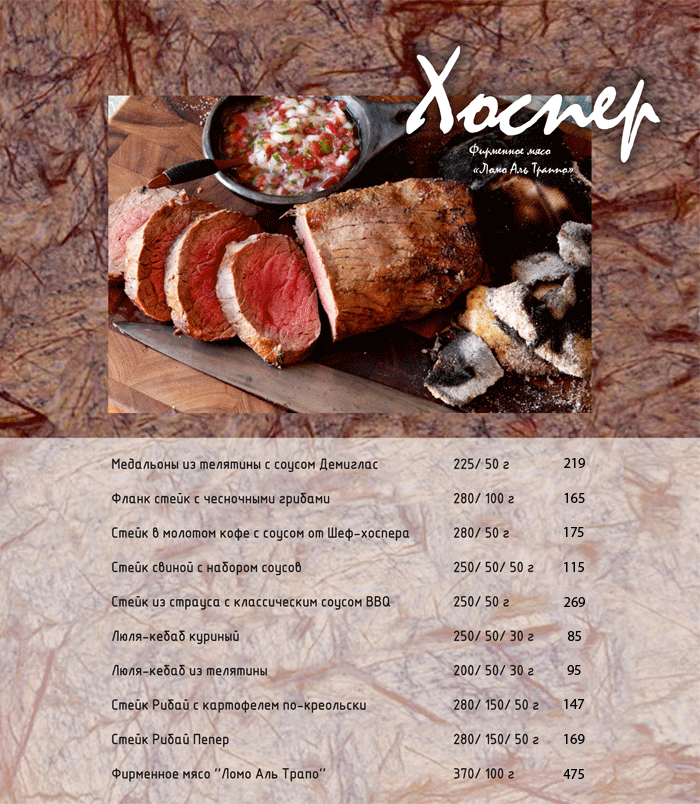 Хоспер
Фирменное мясо
«Ломо Аль Траппо»
Медальоны из телятины с соусом Демиглас 225/ 50 г 219
Фланк стейк с чесночными грибами 280/ 100 г 165
Стейк в молотом кофе с соусом от Шеф-хоспера 280/ 50 г 175
Стейк свиной с набором соусов 250/ 50/ 50 г 115
Стейк из страуса с классическим соусом BBQ 250/ 50 г 269
Люля-кебаб куриный 250/ 50/ 30 г 85
Люля-кебаб из телятины 200/ 50/ 30 г 95
Стейк Рибай с картофелем по-креольски 280/ 150/ 50 г 147
Стейк Рибай Пепер 280/ 150/ 50 г 169
Фирменное мясо "Ломо Аль Трапо" 370/ 100 г 475